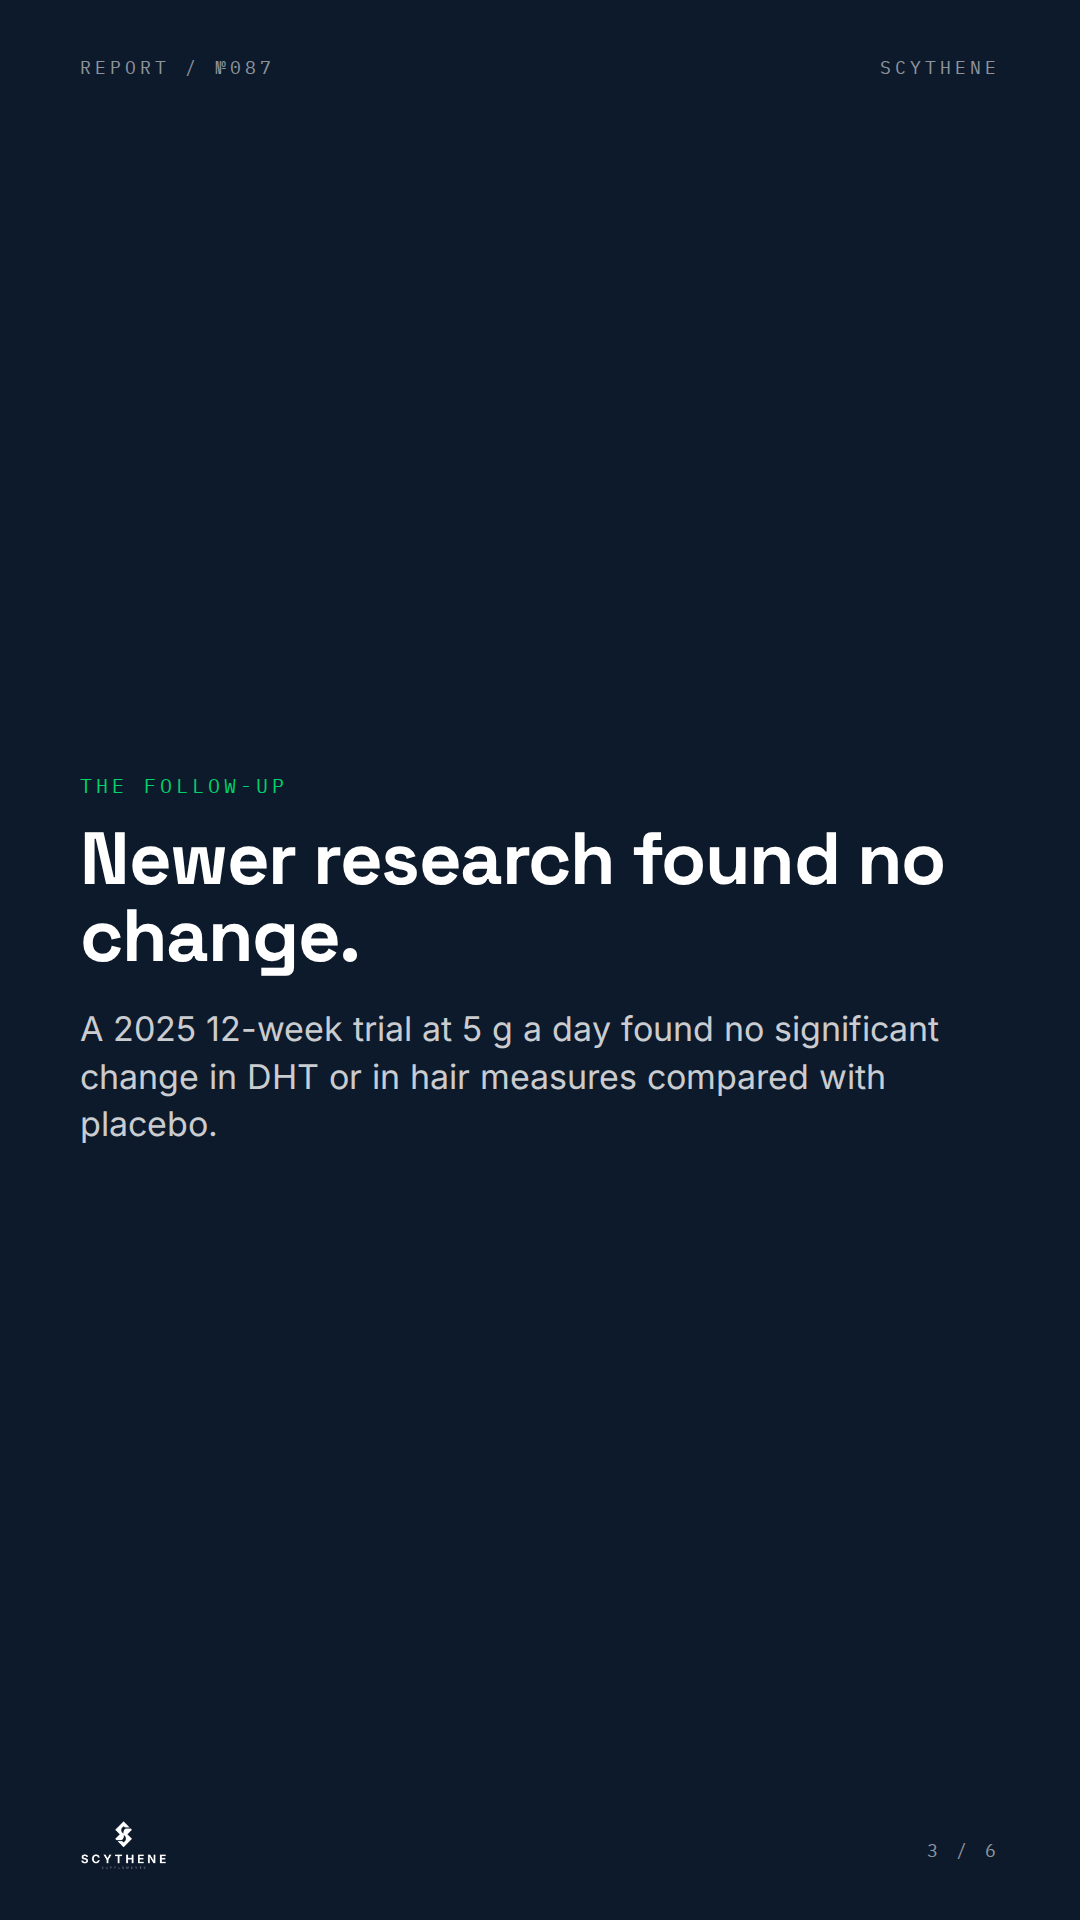 REPORT / №087
SCYTHENE
THE FOLLOW-UP
Newer research found no
change.
A 2025 12-week trial at 5 g a day found no significant
change in DHT or in hair measures compared with
placebo.
SCYTHENE
3 / 6